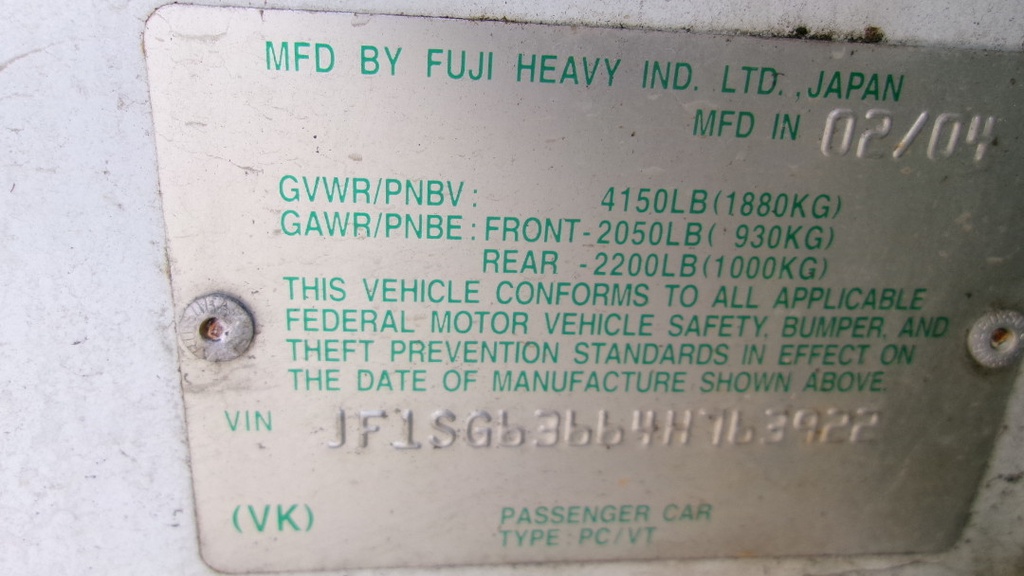 MFD BY FUJI HEAVY IND. LTD., JAPAN
MFD IN 02/04
GVWR/PNBV: 4150LB(1880KG)
GAWR/PNBE: FRONT-2050LB( 930KG)
REAR -2200LB(1000KG)
THIS VEHICLE CONFORMS TO ALL APPLICABLE
FEDERAL MOTOR VEHICLE SAFETY, BUMPER, AND
THEFT PREVENTION STANDARDS IN EFFECT ON
THE DATE OF MANUFACTURE SHOWN ABOVE.
VIN JF1SG63664H763922
(VK) PASSENGER CAR
TYPE:PC/VT